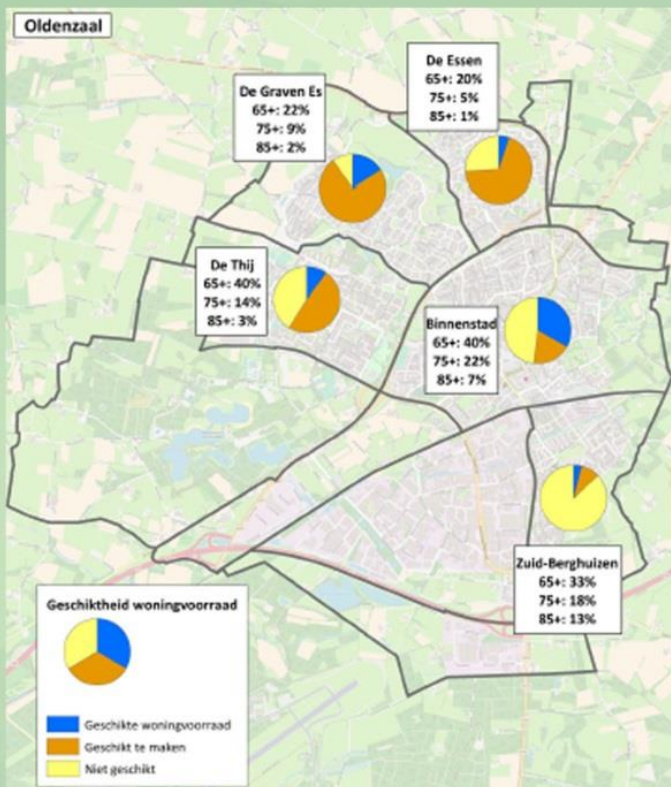 Oldenzaal
De Essen
65+: 20%
75+: 5%
85+: 1%
De Graven Es
65+: 22%
75+: 9%
85+: 2%
De Thij
65+: 40%
75+: 14%
85+: 3%
Binnenstad
65+: 40%
75+: 22%
85+: 7%
Zuid-Berghuizen
65+: 33%
75+: 18%
85+: 13%
Geschiktheid woningvoorraad
Geschikte woningvoorraad
Geschikt te maken
Niet geschikt